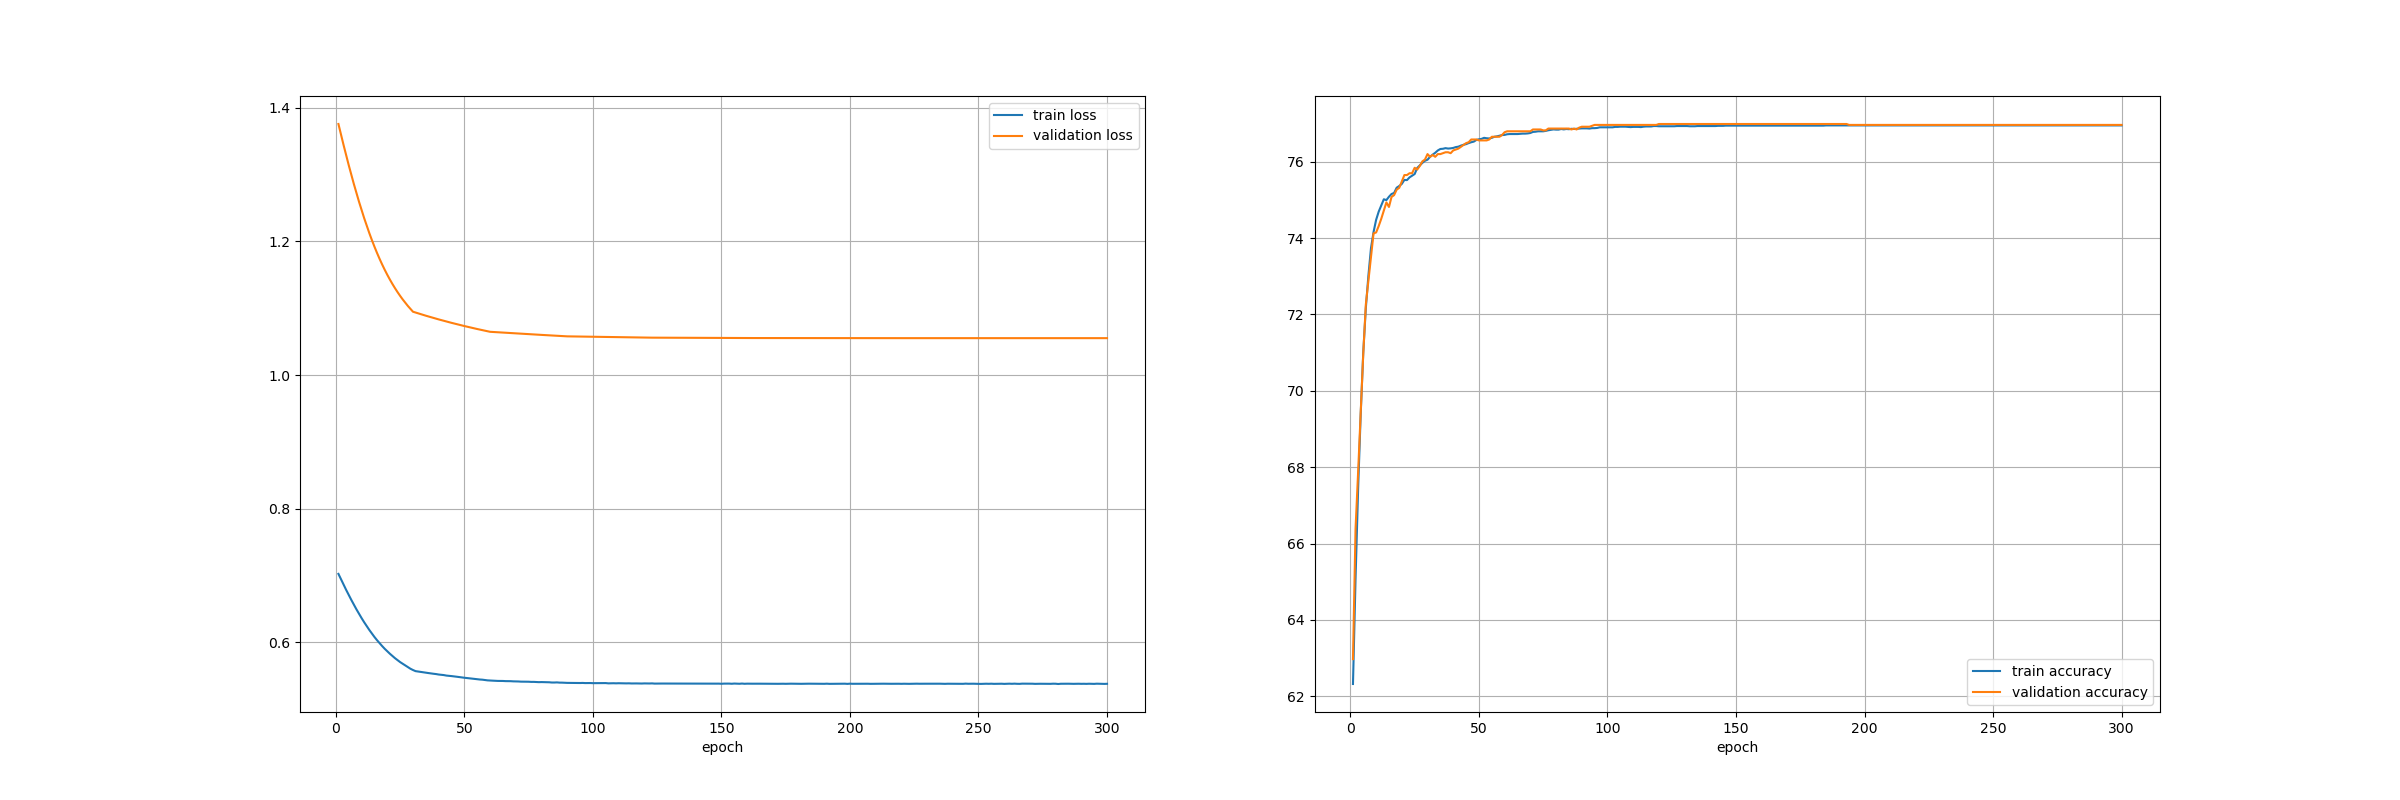 1.4
1.2
1.0
0.8
0.6
0 50 100 150 200 250 300
epoch
train loss
validation loss
76
74
72
70
68
66
64
62
0 50 100 150 200 250 300
epoch
train accuracy
validation accuracy